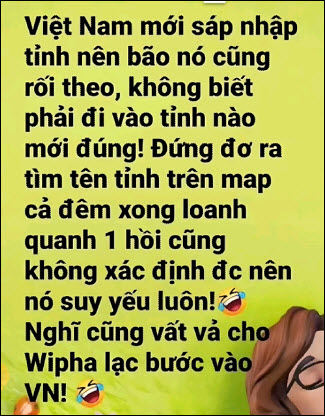 Việt Nam mới sáp nhập
tỉnh nên bão nó cũng
rối theo, không biết
phải đi vào tỉnh nào
mới đúng! Đứng đơ ra
tìm tên tỉnh trên map
cả đêm xong loanh
quanh 1 hồi cũng
không xác định đc nên
nó suy yếu luôn!🤣
Nghĩ cũng vất vả cho
Wipha lạc bước vào
VN! 🤣